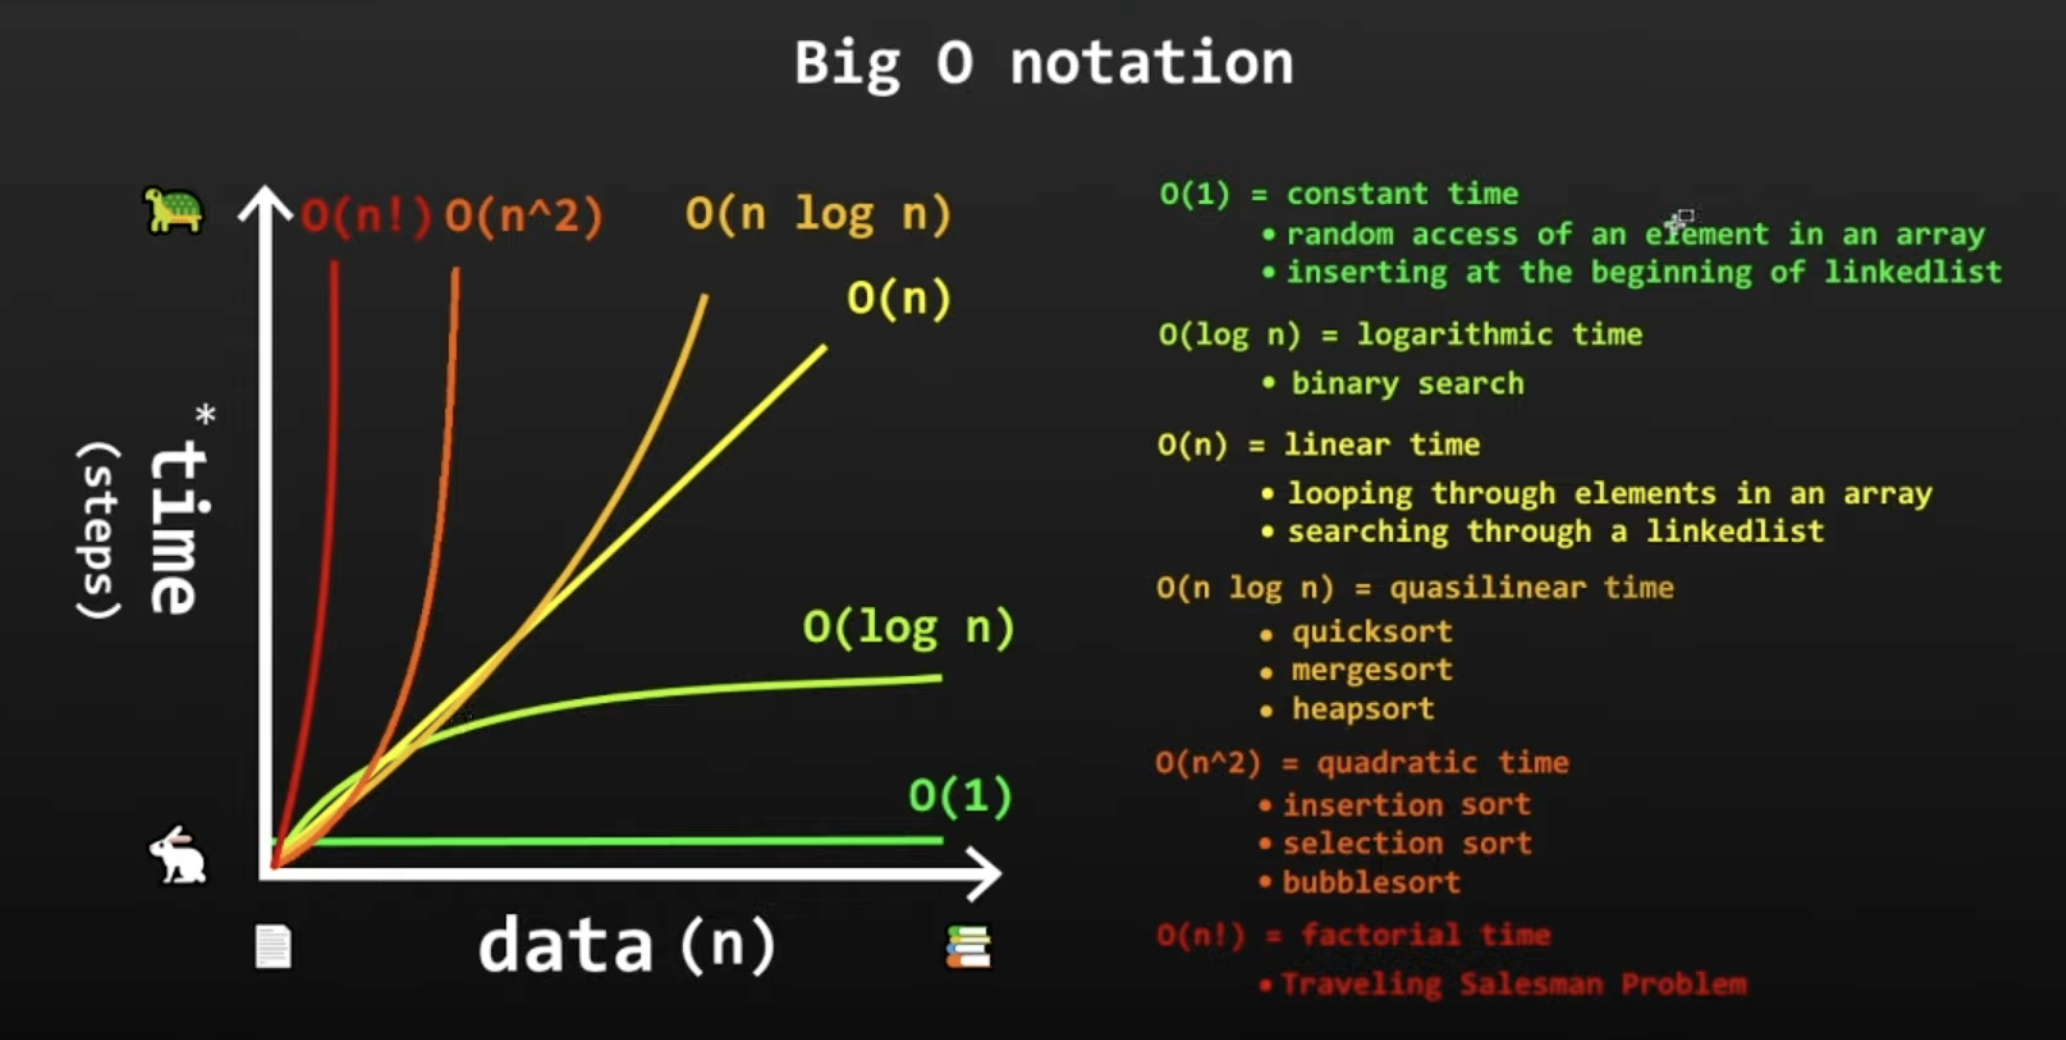 Big O notation
O(n!)
O(n^2)
O(n log n)
O(n)
O(log n)
O(1)
*
time
(steps)
data (n)
O(1) = constant time
• random access of an element in an array
• inserting at the beginning of linkedlist
O(log n) = logarithmic time
• binary search
O(n) = linear time
• looping through elements in an array
• searching through a linkedlist
O(n log n) = quasilinear time
• quicksort
• mergesort
• heapsort
O(n^2) = quadratic time
• insertion sort
• selection sort
• bubblesort
O(n!) = factorial time
• Traveling Salesman Problem